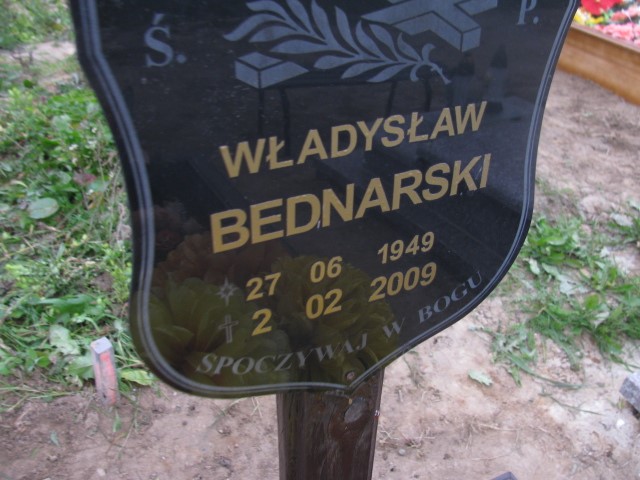 Ś. P.
WŁADYSŁAW
BEDNARSKI
27 06 1949
2 02 2009
SPOCZYWAJ W BOGU